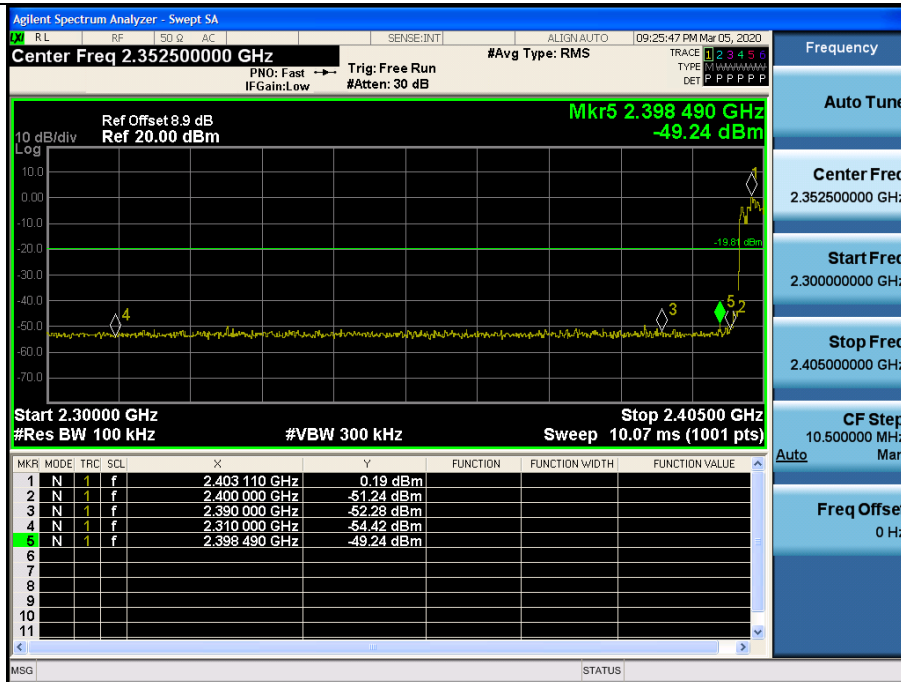 Agilent Spectrum Analyzer - Swept SA
LXI RL RF 50 Ω AC SENSE:INT ALIGN AUTO 09:25:47 PM Mar 05, 2020
Center Freq 2.352500000 GHz #Avg Type: RMS TRACE 1 2 3 4 5 6
PNO: Fast Trig: Free Run TYPE M WWWWW
IFGain:Low #Atten: 30 dB DET P P P P P P
Mkr5 2.398 490 GHz
-49.24 dBm
Ref Offset 8.9 dB
10 dB/div Ref 20.00 dBm
Log
10.0
0.00
-10.0
-20.0
-30.0
-40.0
-50.0
-60.0
-70.0
1
-19.81 dBm
4
3
5
2
Start 2.30000 GHz Stop 2.40500 GHz
#Res BW 100 kHz #VBW 300 kHz Sweep 10.07 ms (1001 pts)
MKR MODE TRC SCL X Y FUNCTION FUNCTION WIDTH FUNCTION VALUE
1 N 1 f 2.403 110 GHz 0.19 dBm
2 N 1 f 2.400 000 GHz -51.24 dBm
3 N 1 f 2.390 000 GHz -52.28 dBm
4 N 1 f 2.310 000 GHz -54.42 dBm
5 N 1 f 2.398 490 GHz -49.24 dBm
6
7
8
9
10
11
MSG STATUS
Frequency
Auto Tune
Center Freq
2.352500000 GHz
Start Freq
2.300000000 GHz
Stop Freq
2.405000000 GHz
CF Step
10.500000 MHz
Auto Man
Freq Offset
0 Hz